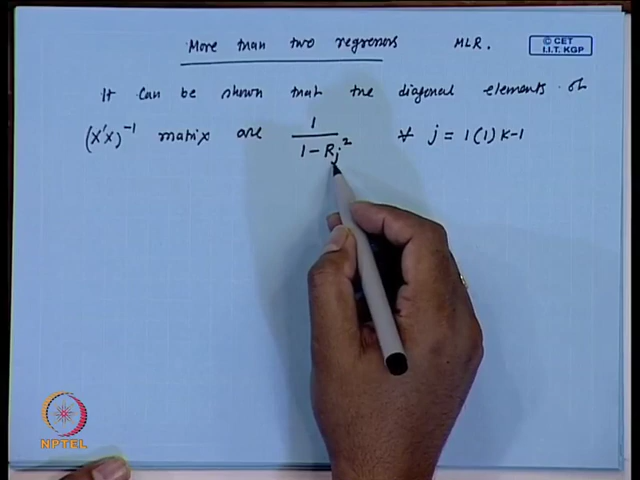 More than two regressors MLR.
© CET
I.I.T. KGP
It can be shown that the diagonal elements of
(X'X)⁻¹ matrix are 1/(1 - Rⱼ²) ∀ j = 1(1) K-1
NPTEL